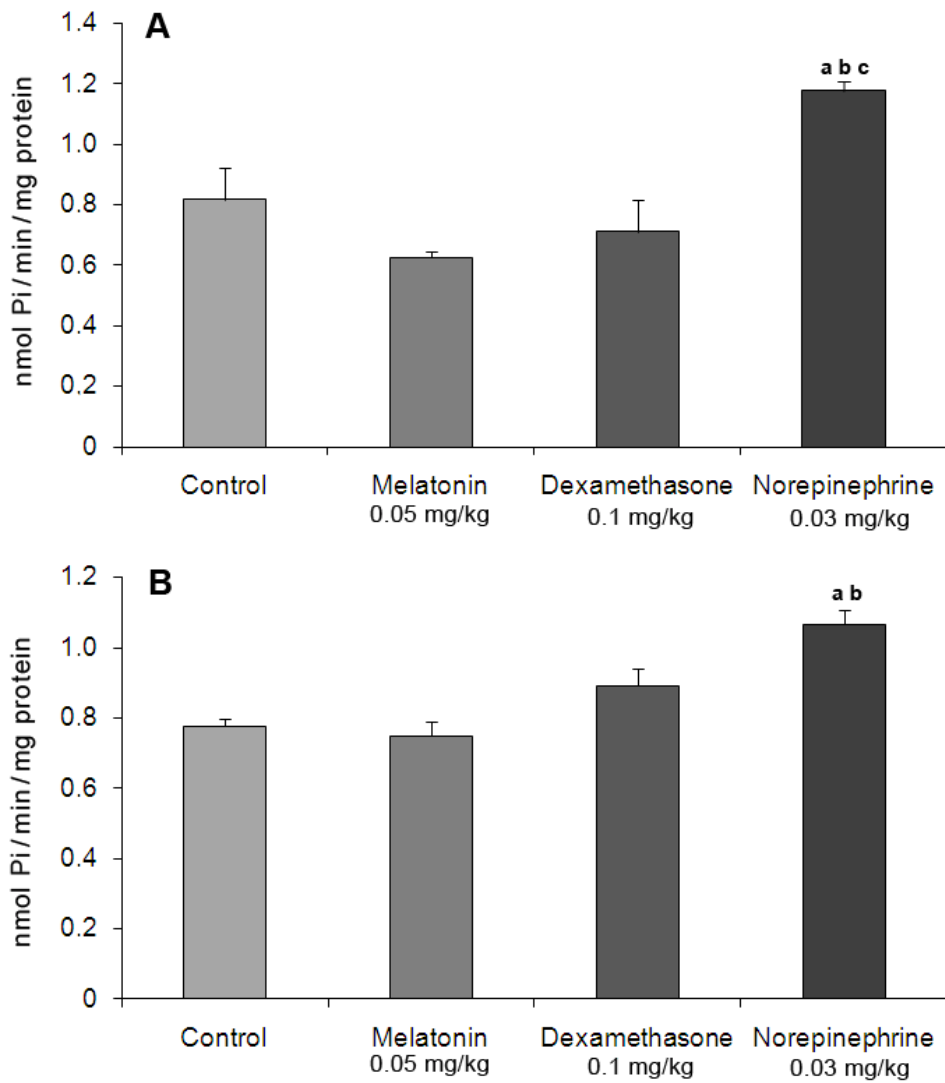 A
nmol Pi/min/mg protein
1.4
1.2
1.0
0.8
0.6
0.4
0.2
0
a b c
Control Melatonin Dexamethasone Norepinephrine
0.05 mg/kg 0.1 mg/kg 0.03 mg/kg
B
nmol Pi/min/mg protein
1.2
1.0
0.8
0.6
0.4
0.2
0
a b
Control Melatonin Dexamethasone Norepinephrine
0.05 mg/kg 0.1 mg/kg 0.03 mg/kg